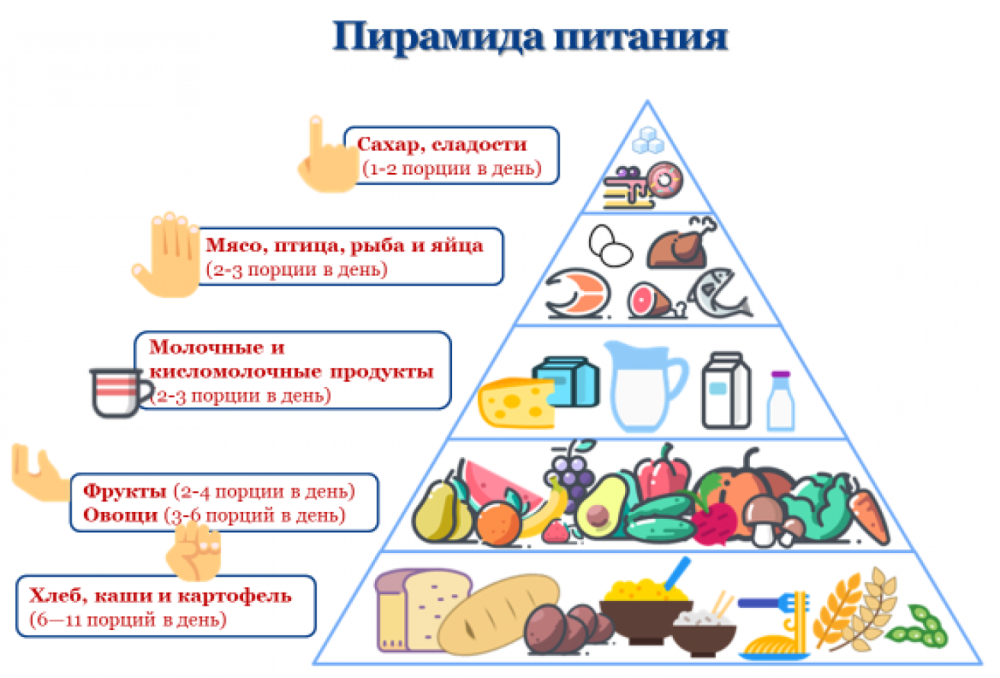 Пирамида питания
Сахар, сладости
(1-2 порции в день)
Мясо, птица, рыба и яйца
(2-3 порции в день)
Молочные и
кисломолочные продукты
(2-3 порции в день)
Фрукты (2-4 порции в день)
Овощи (3-6 порций в день)
Хлеб, каши и картофель
(6—11 порций в день)